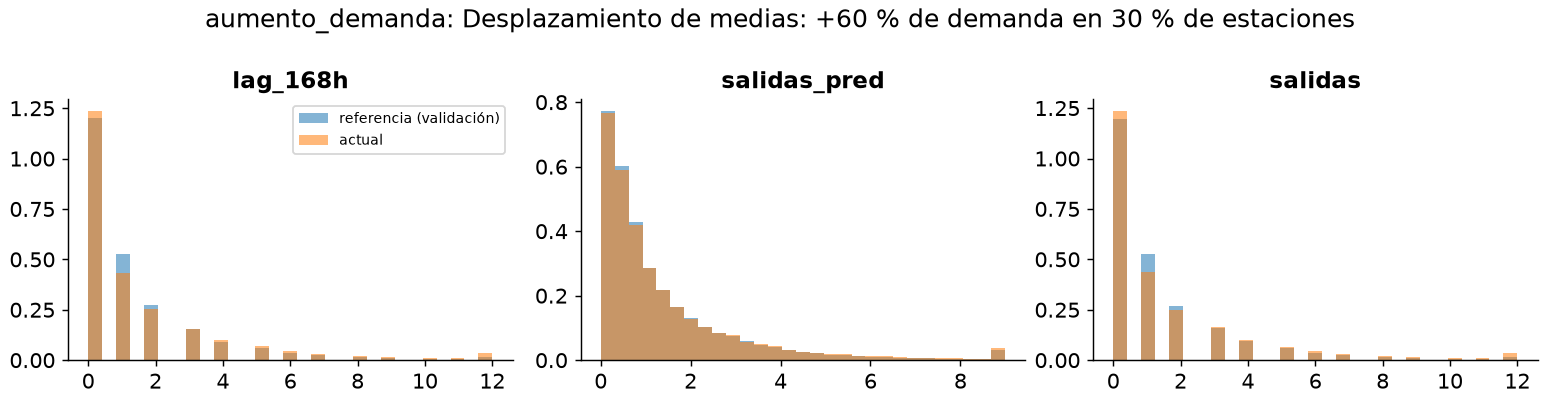 aumento_demanda: Desplazamiento de medias: +60 % de demanda en 30 % de estaciones
lag_168h
salidas_pred
salidas
referencia (validación)
actual
1.25
1.00
0.75
0.50
0.25
0.00
0 2 4 6 8 10 12
0.8
0.6
0.4
0.2
0.0
0 2 4 6 8
1.25
1.00
0.75
0.50
0.25
0.00
0 2 4 6 8 10 12